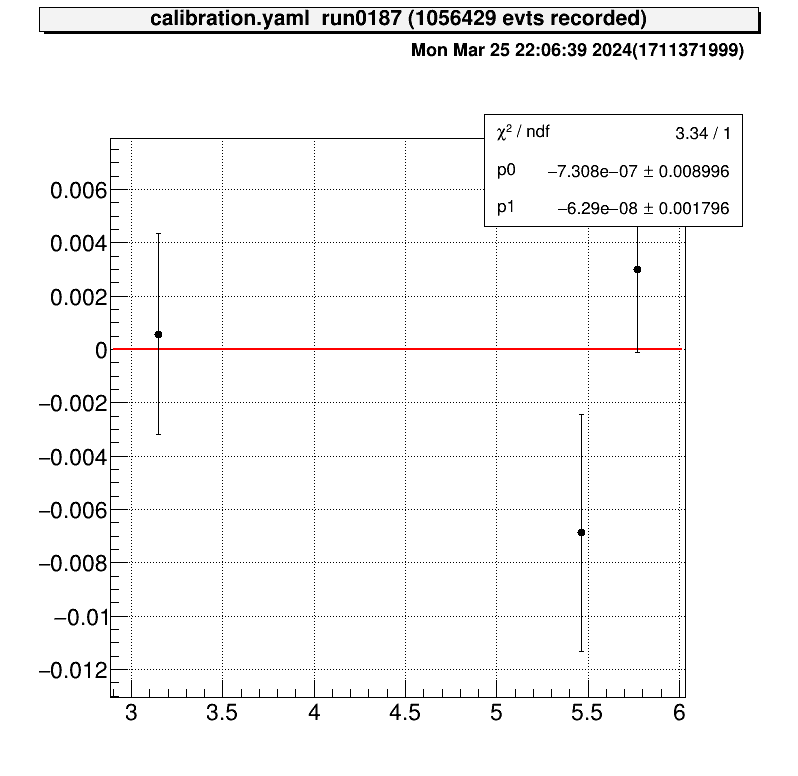 calibration.yaml run0187 (1056429 evts recorded)
Mon Mar 25 22:06:39 2024(1711371999)
χ² / ndf 3.34 / 1
p0 −7.308e−07 ± 0.008996
p1 −6.29e−08 ± 0.001796
0.006
0.004
0.002
0
−0.002
−0.004
−0.006
−0.008
−0.01
−0.012
3 3.5 4 4.5 5 5.5 6